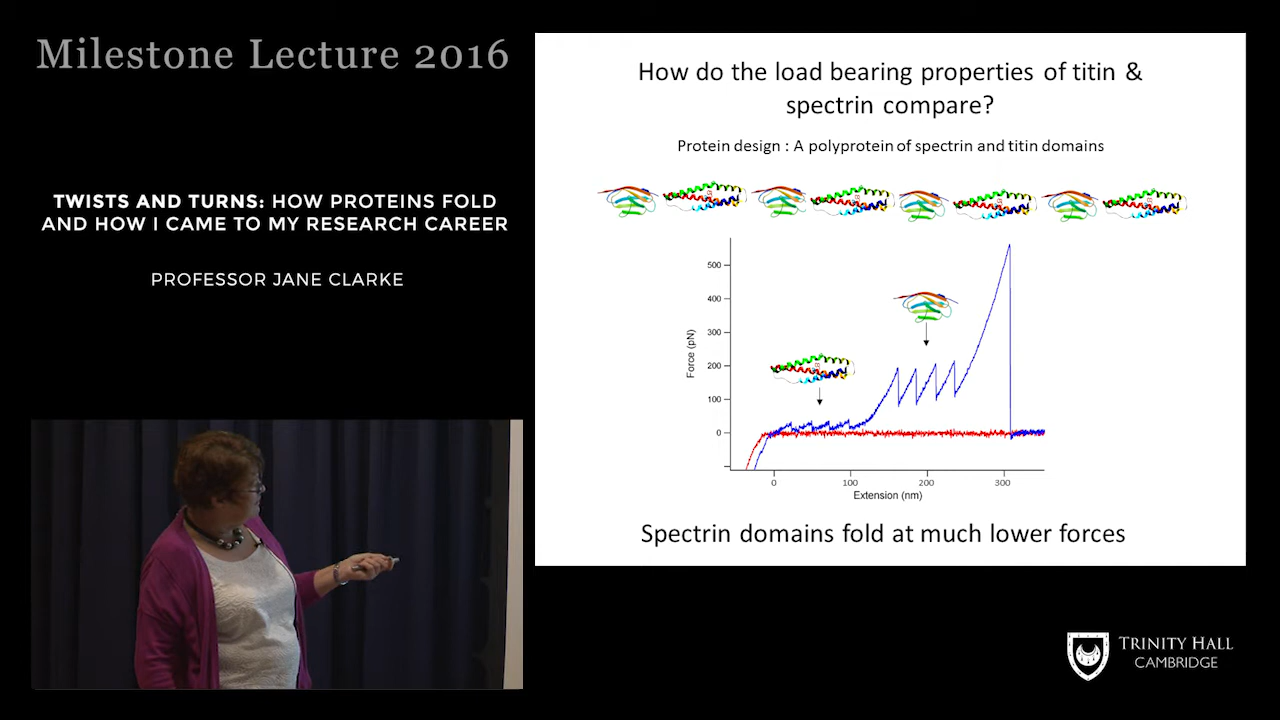 Milestone Lecture 2016
TWISTS AND TURNS: HOW PROTEINS FOLD
AND HOW I CAME TO MY RESEARCH CAREER
PROFESSOR JANE CLARKE
How do the load bearing properties of titin &
spectrin compare?
Protein design : A polyprotein of spectrin and titin domains
Force (pN)
500
400
300
200
100
0
0 100 200 300
Extension (nm)
Spectrin domains fold at much lower forces
TRINITY HALL
CAMBRIDGE